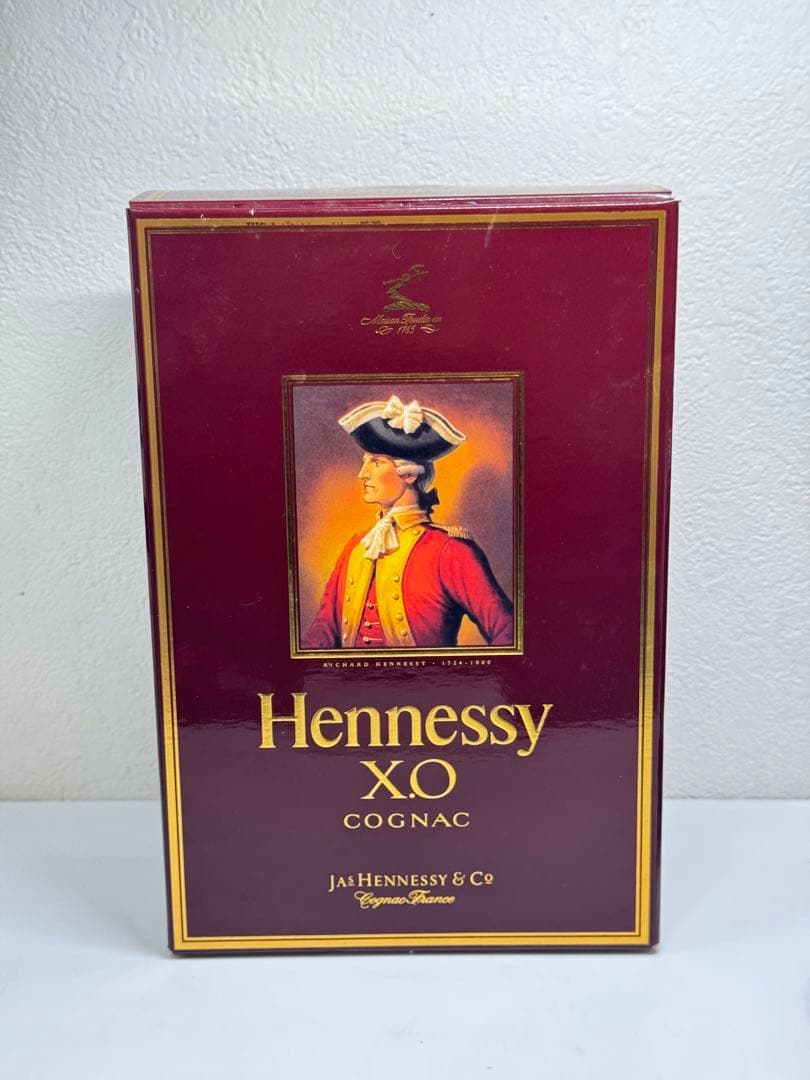 Maison Fondée en
1765
RICHARD HENNESSY · 1724-1800
Hennessy
X.O
COGNAC
JAS HENNESSY & Co
Cognac France